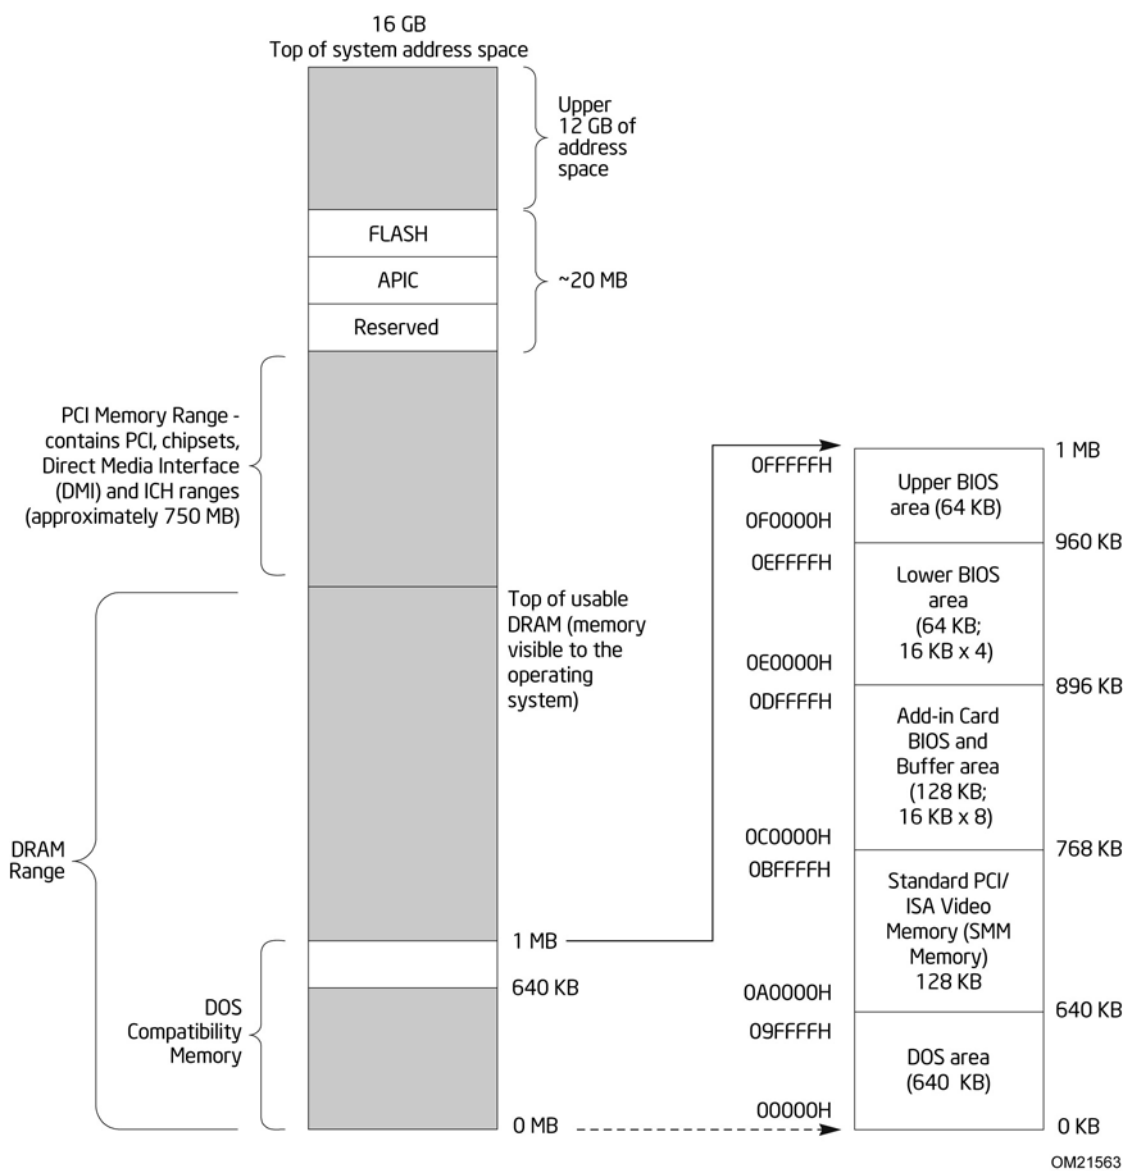 16 GB
Top of system address space
Upper
12 GB of
address
space
FLASH
APIC
~20 MB
Reserved
PCI Memory Range -
contains PCI, chipsets,
Direct Media Interface
(DMI) and ICH ranges
(approximately 750 MB)
Top of usable
DRAM (memory
visible to the
operating
system)
DRAM
Range
1 MB
640 KB
DOS
Compatibility
Memory
0 MB
0FFFFFH
1 MB
Upper BIOS
area (64 KB)
0F0000H
960 KB
0EFFFFH
Lower BIOS
area
(64 KB;
16 KB x 4)
0E0000H
896 KB
0DFFFFH
Add-in Card
BIOS and
Buffer area
(128 KB;
16 KB x 8)
0C0000H
768 KB
0BFFFFH
Standard PCI/
ISA Video
Memory (SMM
Memory)
128 KB
0A0000H
640 KB
09FFFFH
DOS area
(640 KB)
00000H
0 KB
OM21563